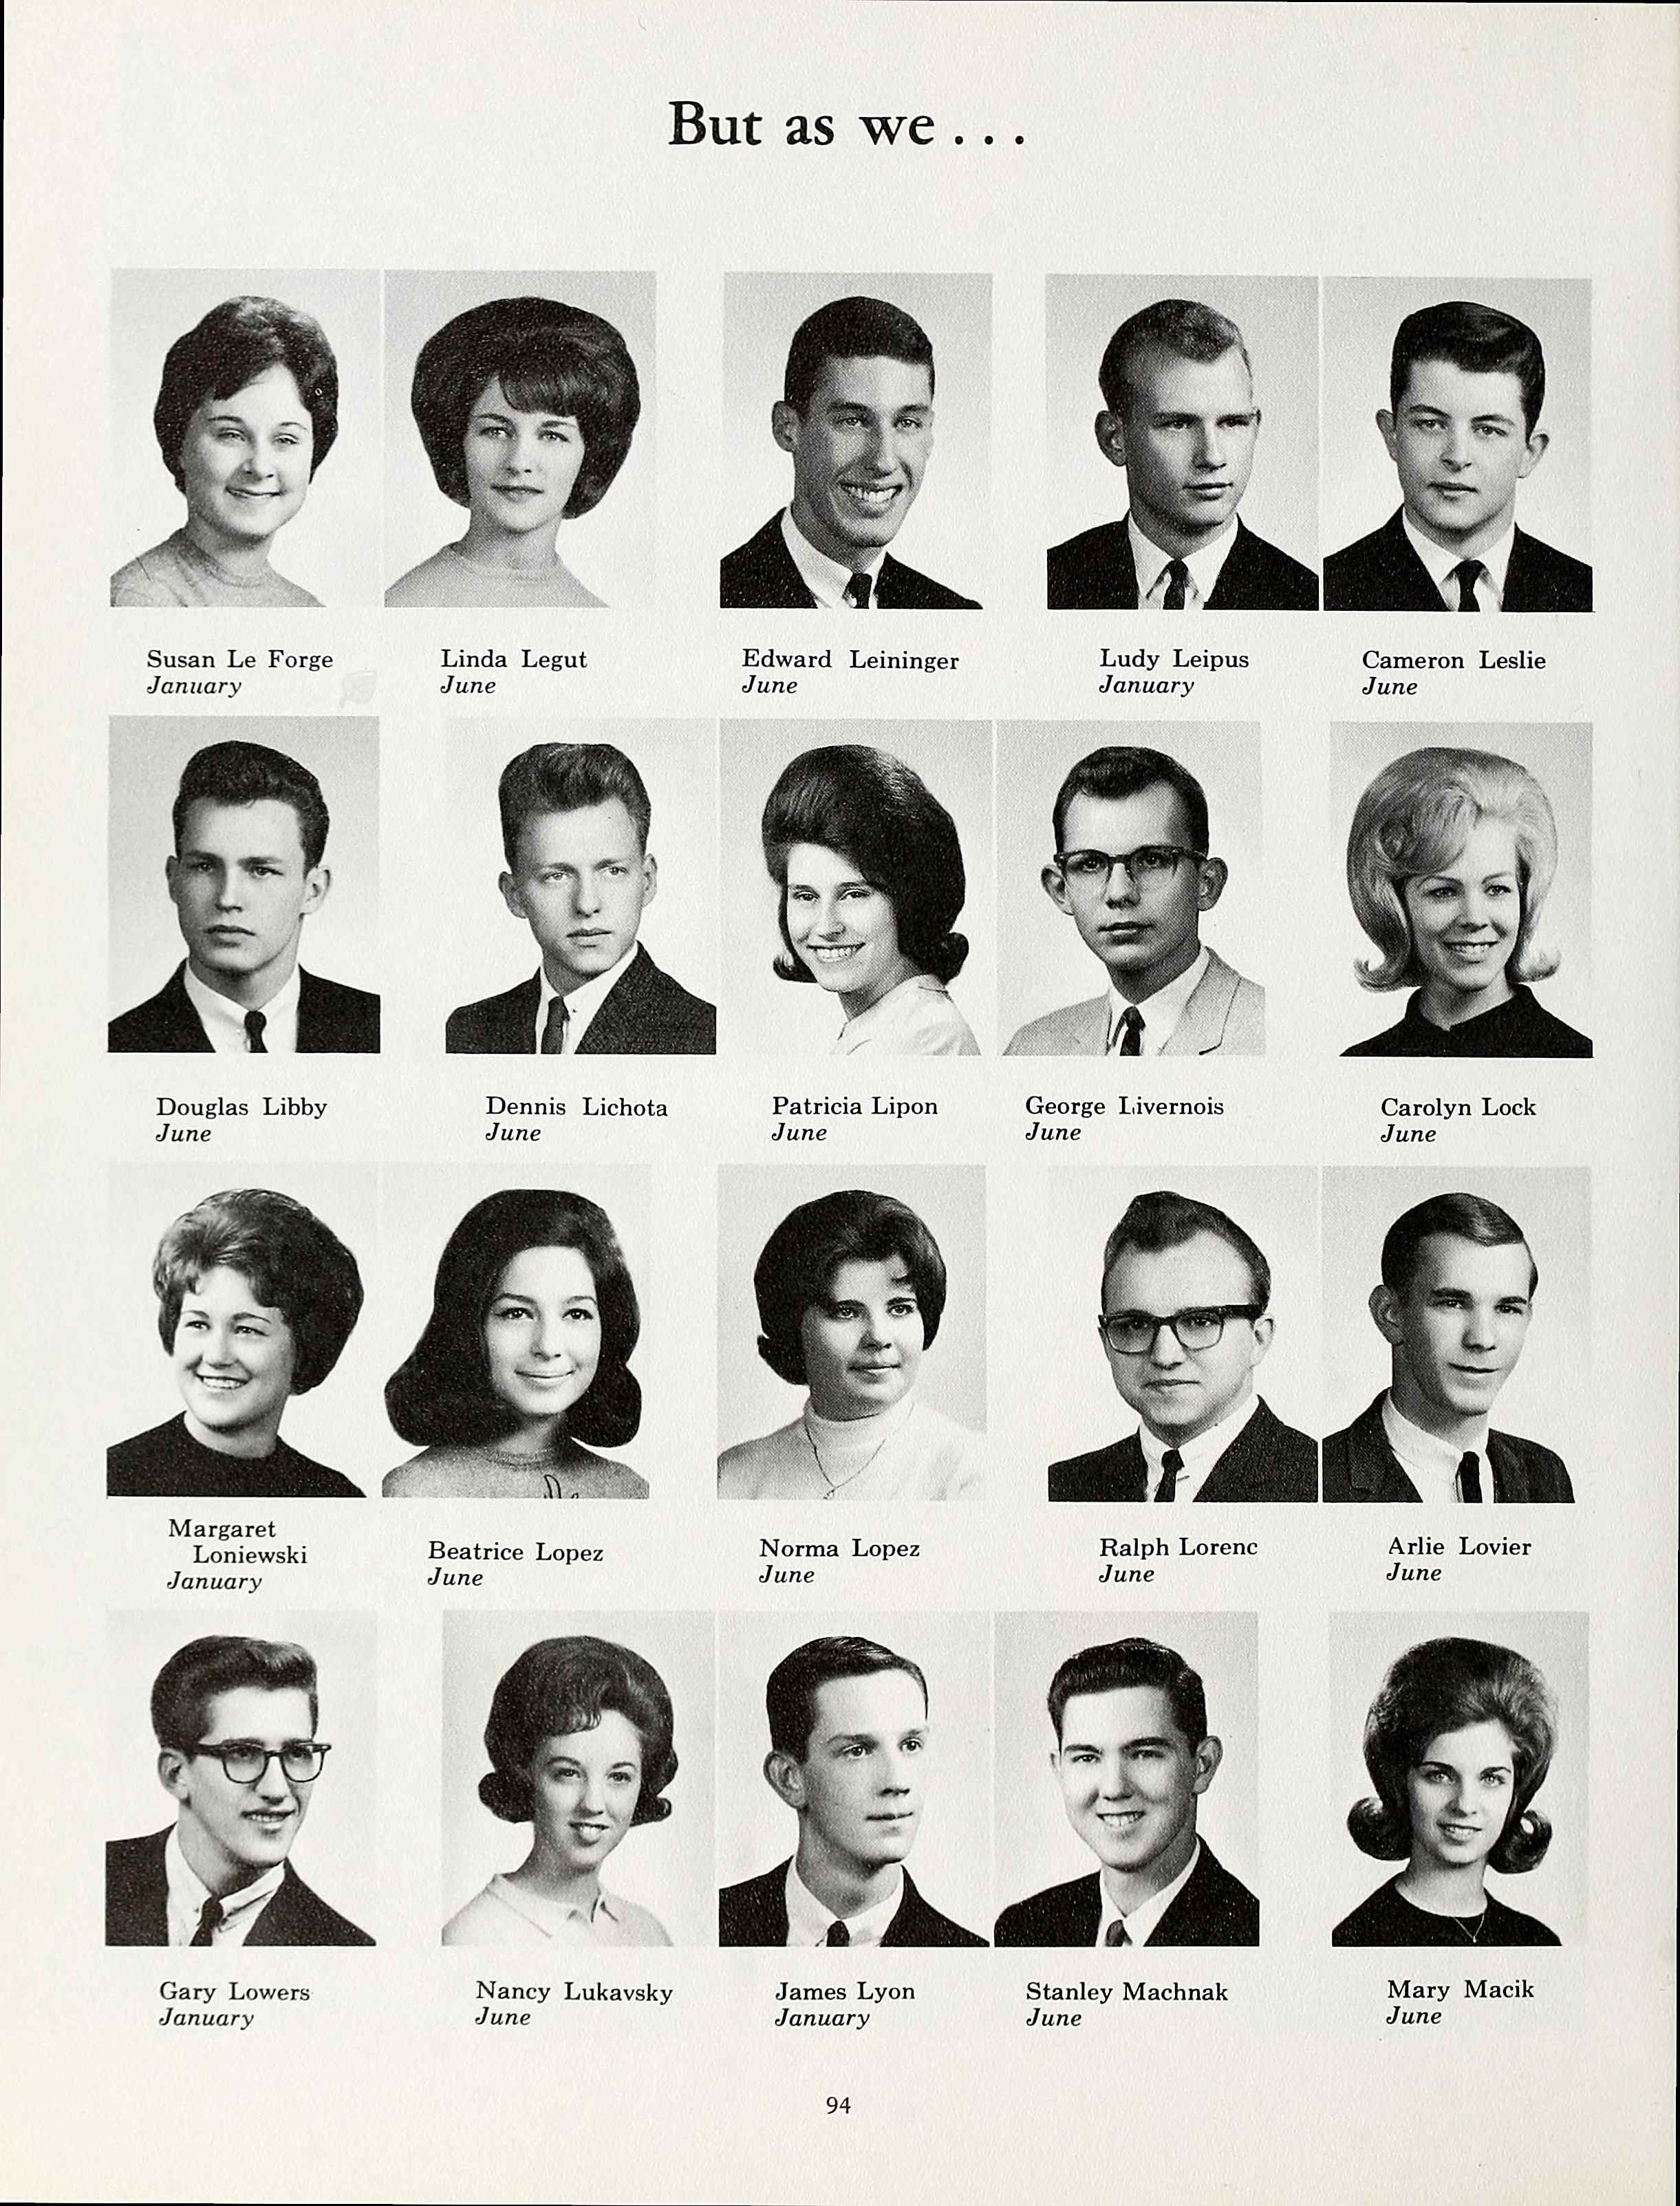 But as we . . .
Susan Le Forge
January
Linda Legut
June
Edward Leininger
June
Ludy Leipus
January
Cameron Leslie
June
Douglas Libby
June
Dennis Lichota
June
Patricia Lipon
June
George Livernois
June
Carolyn Lock
June
Margaret
Loniewski
January
Beatrice Lopez
June
Norma Lopez
June
Ralph Lorenc
June
Arlie Lovier
June
Gary Lowers
January
Nancy Lukavsky
June
James Lyon
January
Stanley Machnak
June
Mary Macik
June
94